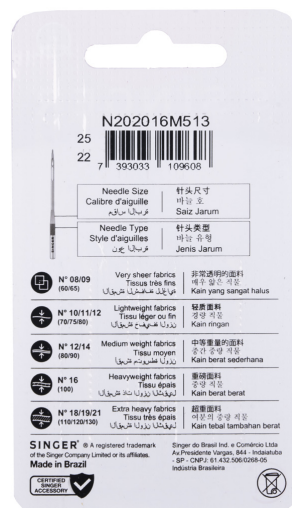 N202016M513
25
22
7 393033 109608
Needle Size
Calibre d'aiguille
针头尺寸
바늘 호
Saiz Jarum
Needle Type
Style d'aiguilles
针头类型
바늘 유형
Jenis Jarum
N° 08/09
(60/65)
Very sheer fabrics
Tissus très fins
非常透明的面料
매우 얇은 직물
Kain yang sangat halus
N° 10/11/12
(70/75/80)
Lightweight fabrics
Tissu léger ou fin
轻质面料
경량 직물
Kain ringan
N° 12/14
(80/90)
Medium weight fabrics
Tissu moyen
中等重量的面料
중간 중량 직물
Kain berat sederhana
N° 16
(100)
Heavyweight fabrics
Tissu épais
重磅面料
중량 직물
Kain berat berat
N° 18/19/21
(110/120/130)
Extra heavy fabrics
Tissu très épais
超重面料
여분의 중량 직물
Kain tebal tambahan berat
SINGER® ® A registered trademark
of the Singer Company Limited or its affiliates.
Made in Brazil
CERTIFIED
SINGER
ACCESSORY
Singer do Brasil Ind. e Comércio Ltda
Av.Presidente Vargas, 844 - Indaiatuba
- SP - CNPJ: 61.432.506/0268-05
Indústria Brasileira